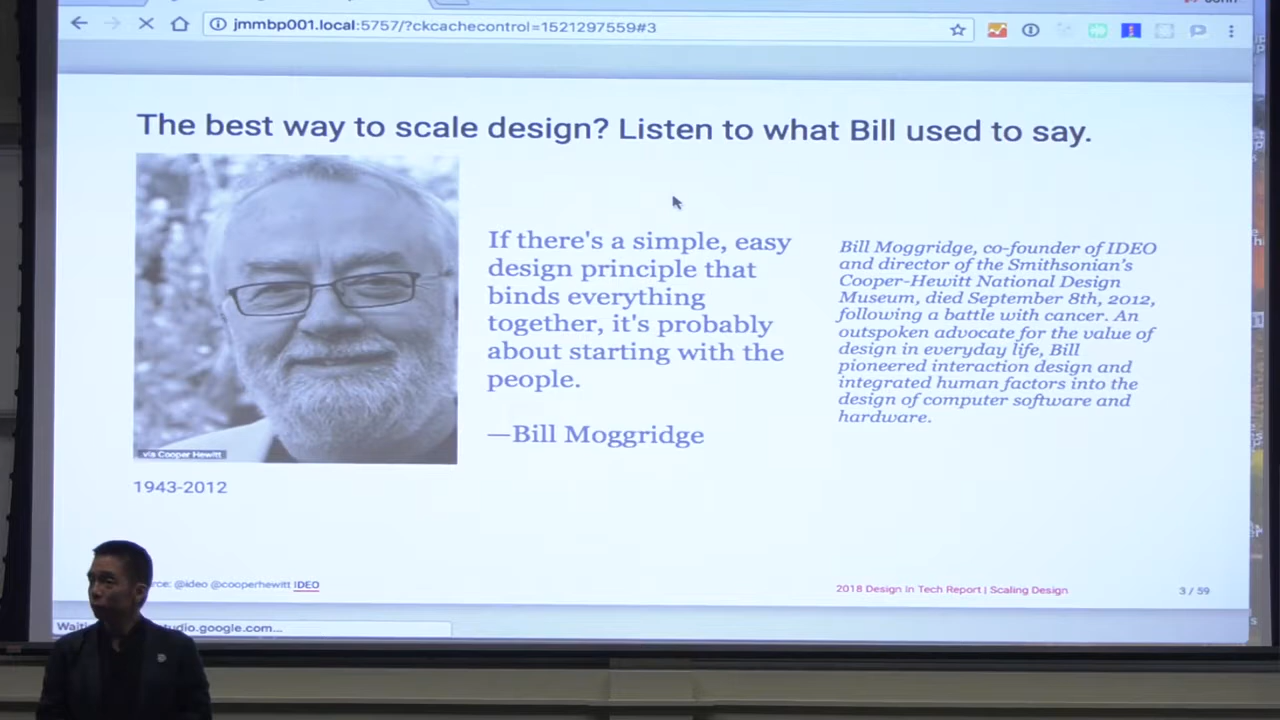 jmmbp001.local:5757/?ckcachecontrol=1521297559#3
The best way to scale design? Listen to what Bill used to say.
If there's a simple, easy
design principle that
binds everything
together, it's probably
about starting with the
people.
—Bill Moggridge
Bill Moggridge, co-founder of IDEO
and director of the Smithsonian's
Cooper-Hewitt National Design
Museum, died September 8th, 2012,
following a battle with cancer. An
outspoken advocate for the value of
design in everyday life, Bill
pioneered interaction design and
integrated human factors into the
design of computer software and
hardware.
via Cooper Hewitt
1943-2012
@ideo @cooperhewitt IDEO
2018 Design In Tech Report | Scaling Design
3 / 59